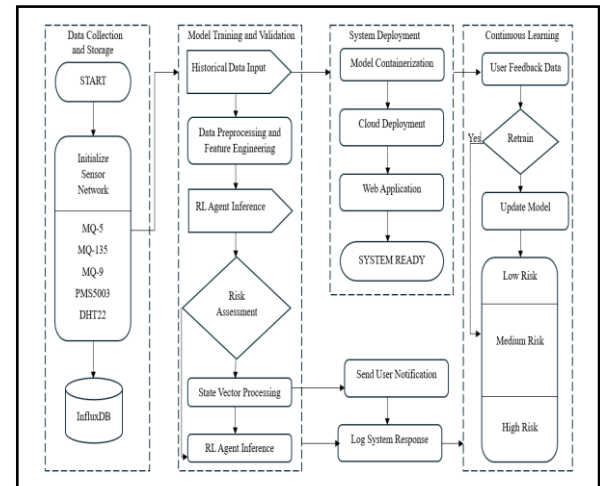 Data Collection
and Storage
START
Initialize
Sensor
Network
MQ-5
MQ-135
MQ-9
PMS5003
DHT22
InfluxDB
Model Training and Validation
Historical Data Input
Data Preprocessing and
Feature Engineering
RL Agent Inference
Risk
Assessment
State Vector Processing
RL Agent Inference
System Deployment
Model Containerization
Cloud Deployment
Web Application
SYSTEM READY
Send User Notification
Log System Response
Continuous Learning
User Feedback Data
Yes
Retrain
Update Model
Low Risk
Medium Risk
High Risk